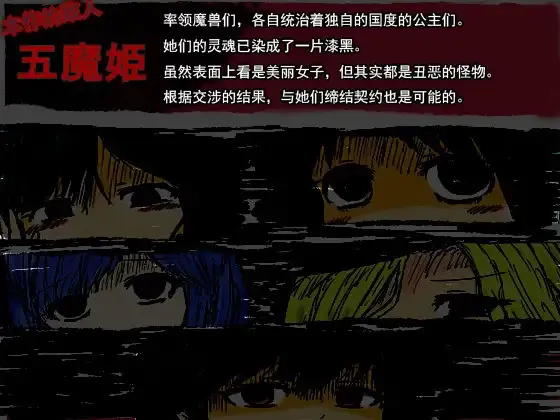 五魔姫
率领魔兽们，各自统治着独自的国度的公主们。
她们的灵魂已染成了一片漆黑。
虽然表面上看是美丽女子，但其实都是丑恶的怪物。
根据交涉的结果，与她们缔结契约也是可能的。